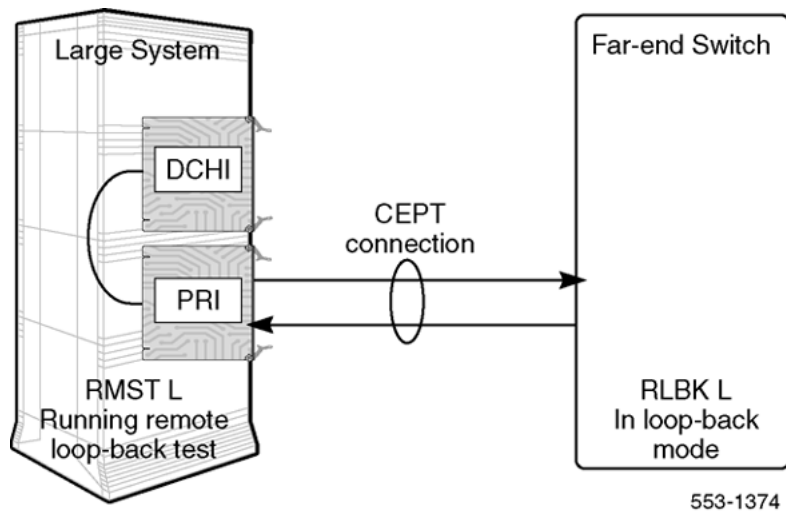 Large System
DCHI
PRI
RMST L
Running remote
loop-back test
CEPT
connection
Far-end Switch
RLBK L
In loop-back
mode
553-1374